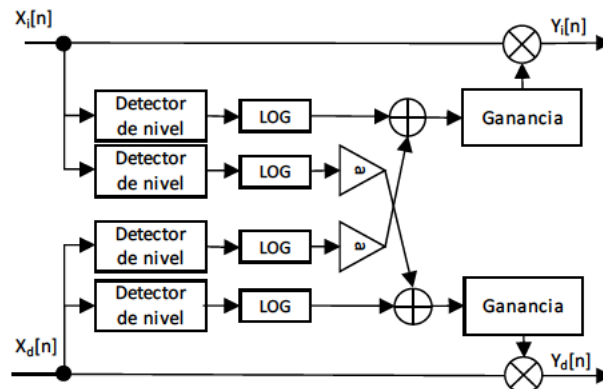 Xi[n]
Yi[n]
Detector
de nivel
LOG
Ganancia
Detector
de nivel
LOG
a
Detector
de nivel
LOG
a
Detector
de nivel
LOG
Ganancia
Xd[n]
Yd[n]